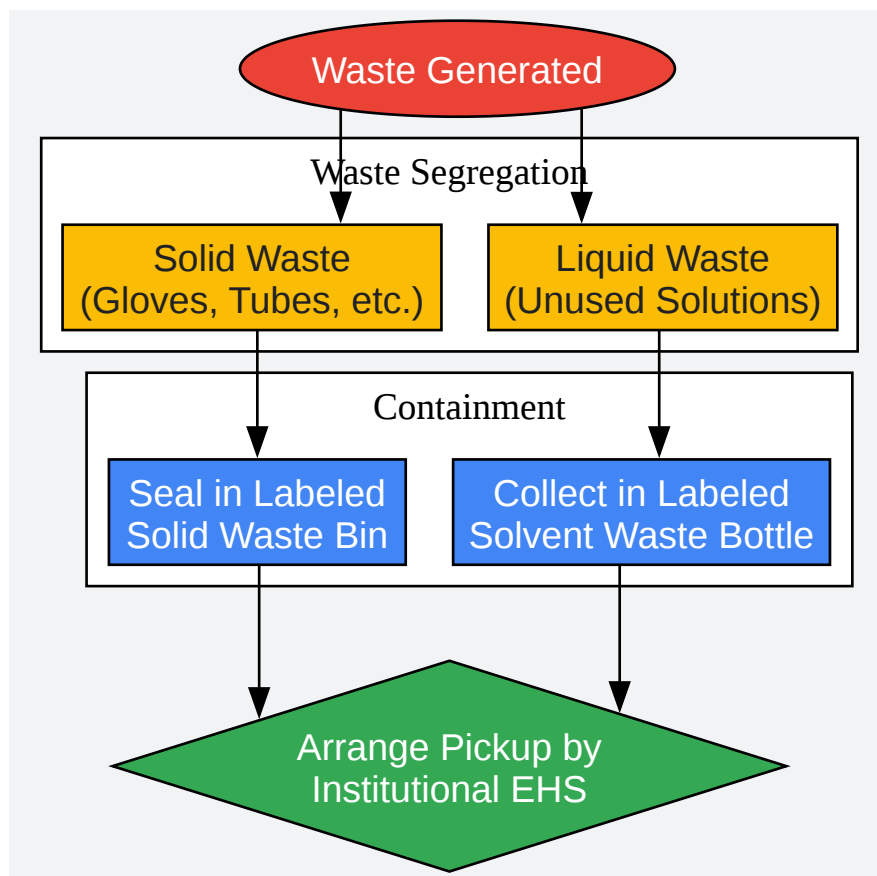 Waste Generated
Waste Segregation
Solid Waste
(Gloves, Tubes, etc.)
Liquid Waste
(Unused Solutions)
Containment
Seal in Labeled
Solid Waste Bin
Collect in Labeled
Solvent Waste Bottle
Arrange Pickup by
Institutional EHS